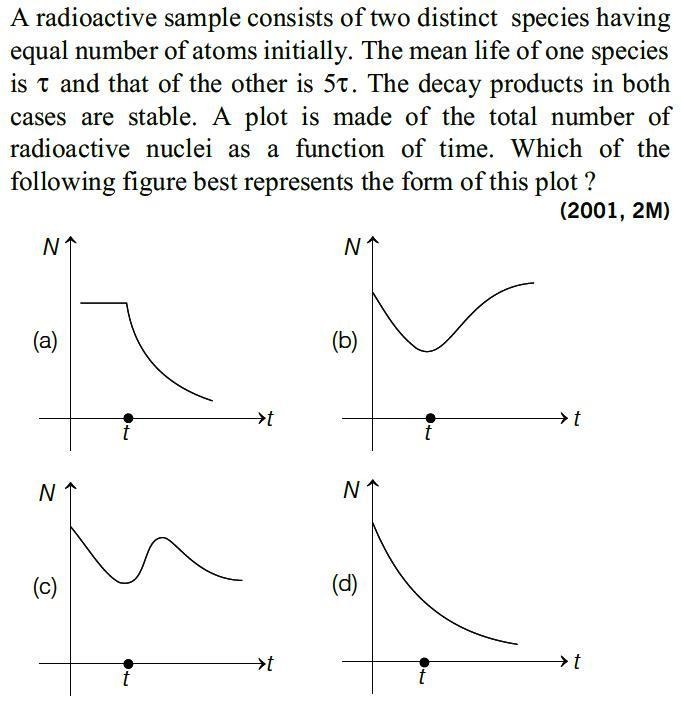 A radioactive sample consists of two distinct species having
equal number of atoms initially. The mean life of one species
is τ and that of the other is 5τ. The decay products in both
cases are stable. A plot is made of the total number of
radioactive nuclei as a function of time. Which of the
following figure best represents the form of this plot ?
(2001, 2M)
N
(a)
t
t
N
(b)
t
t
N
(c)
t
t
N
(d)
t
t